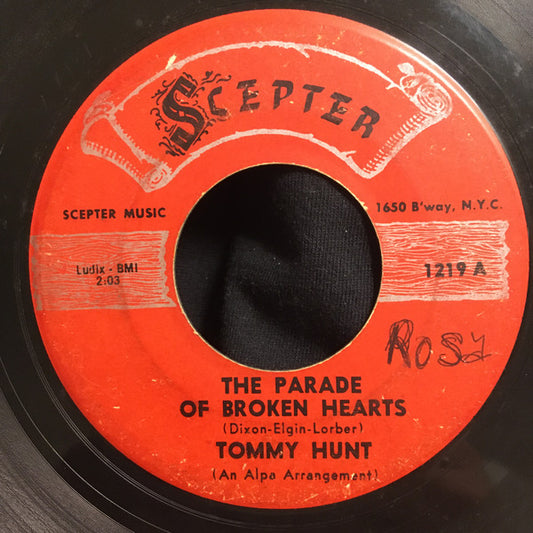 SCEPTER
SCEPTER MUSIC
1650 B'way, N.Y.C.
Ludix - BMI
2:03
1219 A
Rosy
THE PARADE
OF BROKEN HEARTS
(Dixon-Elgin-Lorber)
TOMMY HUNT
(An Alpa Arrangement)